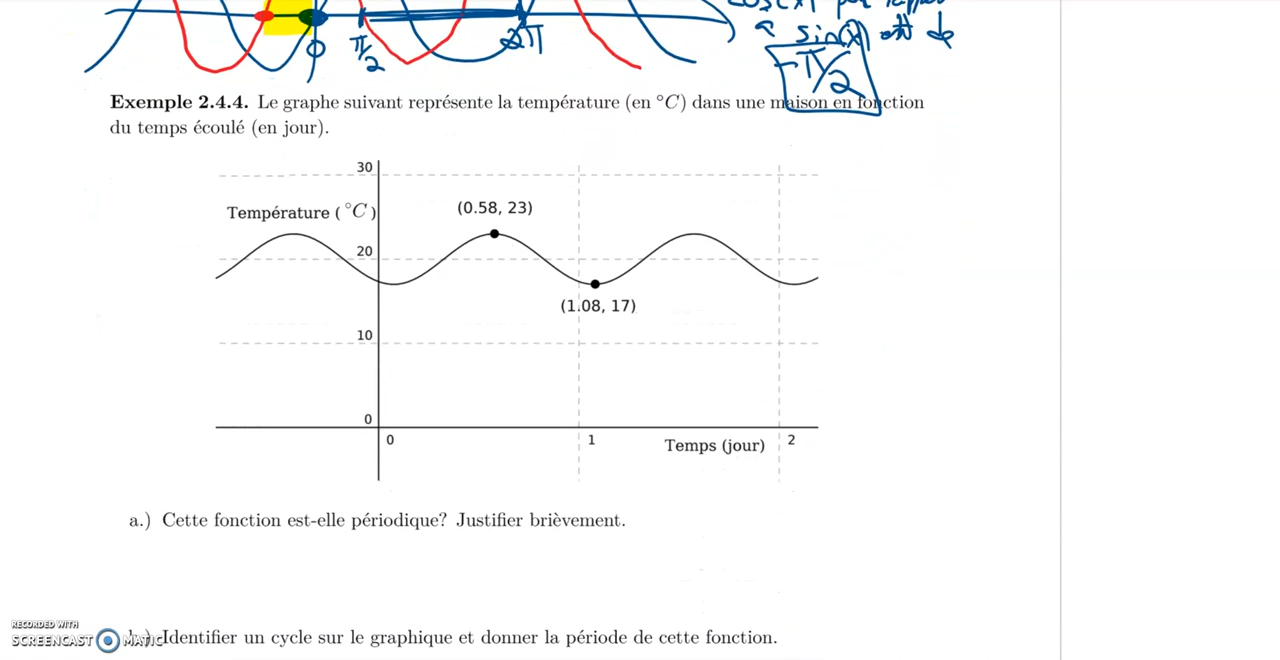 à sin(x) est de
0 π/2 2π
-π/2
Exemple 2.4.4. Le graphe suivant représente la température (en °C) dans une maison en fonction
du temps écoulé (en jour).
30
Température ( °C )
(0.58, 23)
20
(1.08, 17)
10
0
0 1 Temps (jour) 2
a.) Cette fonction est-elle périodique? Justifier brièvement.
RECORDED WITH
SCREENCAST MATIC
Identifier un cycle sur le graphique et donner la période de cette fonction.